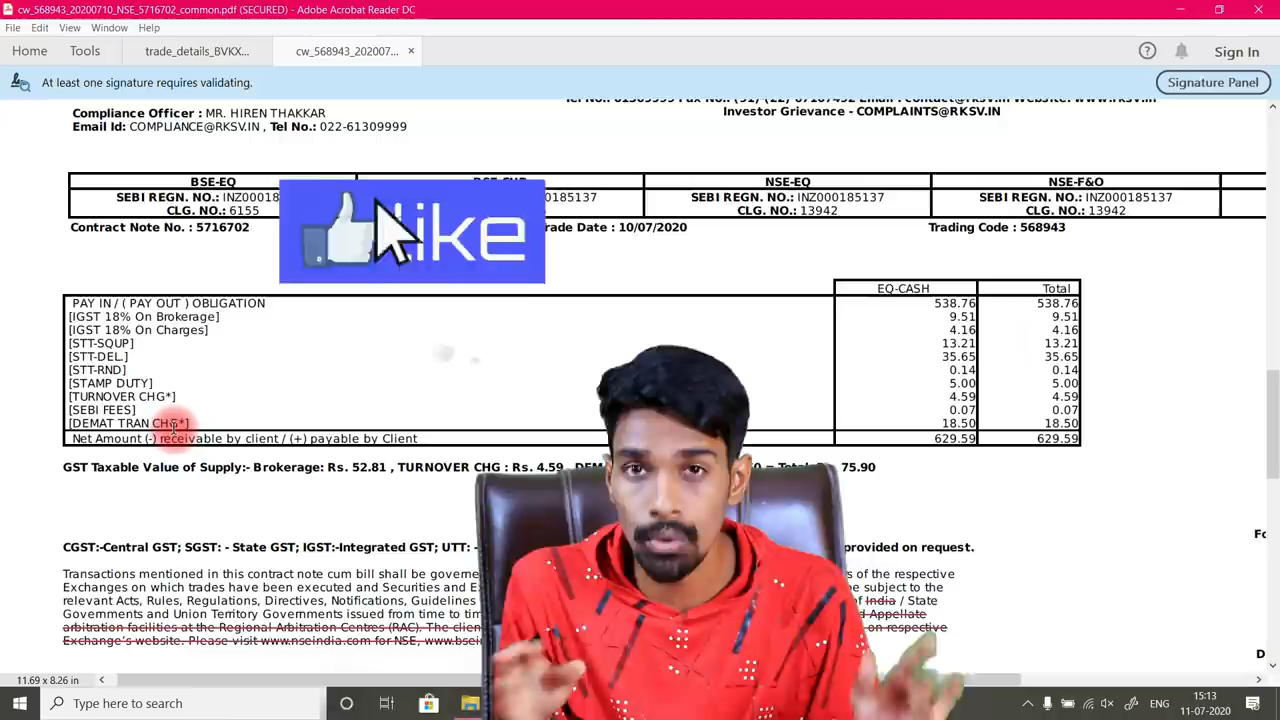 cw_568943_20200710_NSE_5716702_common.pdf (SECURED) - Adobe Acrobat Reader DC
File Edit View Window Help
Home Tools trade_details_BVKX... cw_568943_202007... × Sign In
At least one signature requires validating. Signature Panel
Compliance Officer : MR. HIREN THAKKAR
Investor Grievance - COMPLAINTS@RKSV.IN
Email Id: COMPLIANCE@RKSV.IN , Tel No.: 022-61309999
BSE-EQ NSE-EQ NSE-F&O
SEBI REGN. NO.: INZ00018 185137 SEBI REGN. NO.: INZ000185137 SEBI REGN. NO.: INZ000185137
CLG. NO.: 6155 CLG. NO.: 13942 CLG. NO.: 13942
Like
Contract Note No. : 5716702 rade Date : 10/07/2020 Trading Code : 568943
EQ-CASH Total
PAY IN / ( PAY OUT ) OBLIGATION 538.76 538.76
[IGST 18% On Brokerage] 9.51 9.51
[IGST 18% On Charges] 4.16 4.16
[STT-SQUP] 13.21 13.21
[STT-DEL.] 35.65 35.65
[STT-RND] 0.14 0.14
[STAMP DUTY] 5.00 5.00
[TURNOVER CHG*] 4.59 4.59
[SEBI FEES] 0.07 0.07
[DEMAT TRAN CHG*] 18.50 18.50
Net Amount (-) receivable by client / (+) payable by Client 629.59 629.59
GST Taxable Value of Supply:- Brokerage: Rs. 52.81 , TURNOVER CHG : Rs. 4.59 75.90
CGST:-Central GST; SGST: - State GST; IGST:-Integrated GST; UTT: - provided on request.
Transactions mentioned in this contract note cum bill shall be governe s of the respective
Exchanges on which trades have been executed and Securities and Ex be subject to the
relevant Acts, Rules, Regulations, Directives, Notifications, Guidelines of India / State
Governments and Union Territory Governments issued from time to tim d Appellate
arbitration facilities at the Regional Arbitration Centres (RAC). The clien on respective
Exchange's website. Please visit www.nseindia.com for NSE, www.bsein
11.69 x 8.26 in
Type here to search ENG 15:13
11-07-2020